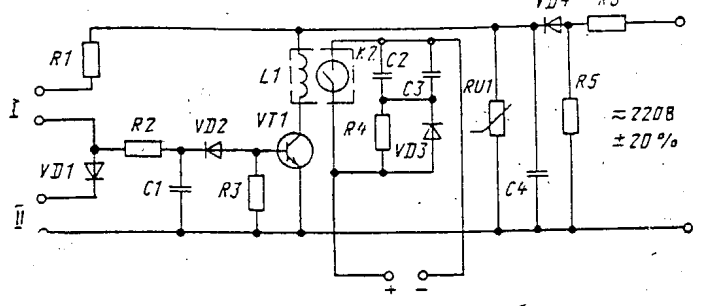 VD4
R1
K2
C2
I
L1
C3
RU1
R5
≈220В
±20%
R2
VD2
VT1
R4
VD1
VD3
C1
R3
C4
II
+ −